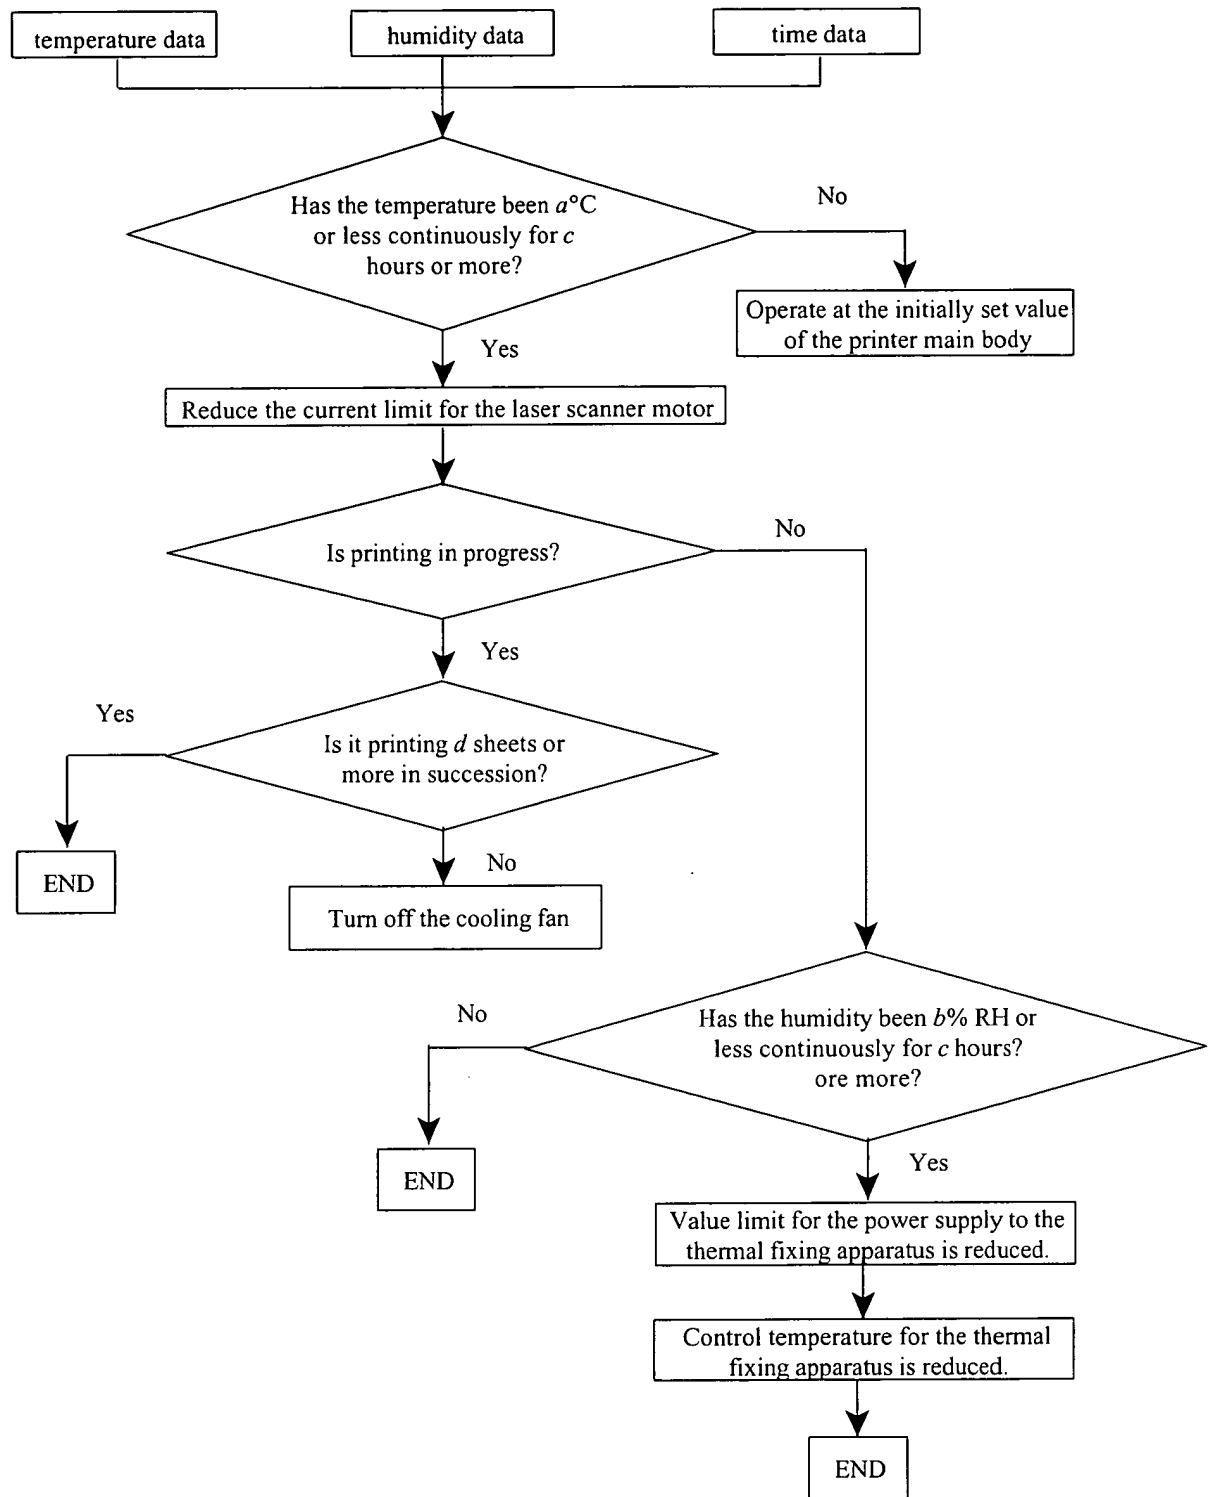 temperature data
humidity data
time data
Has the temperature been a°C
or less continuously for c
hours or more?
No
Operate at the initially set value
of the printer main body
Yes
Reduce the current limit for the laser scanner motor
Is printing in progress?
No
Yes
Yes
Is it printing d sheets or
more in succession?
END
No
Turn off the cooling fan
No
Has the humidity been b% RH or
less continuously for c hours?
ore more?
END
Yes
Value limit for the power supply to the
thermal fixing apparatus is reduced.
Control temperature for the thermal
fixing apparatus is reduced.
END